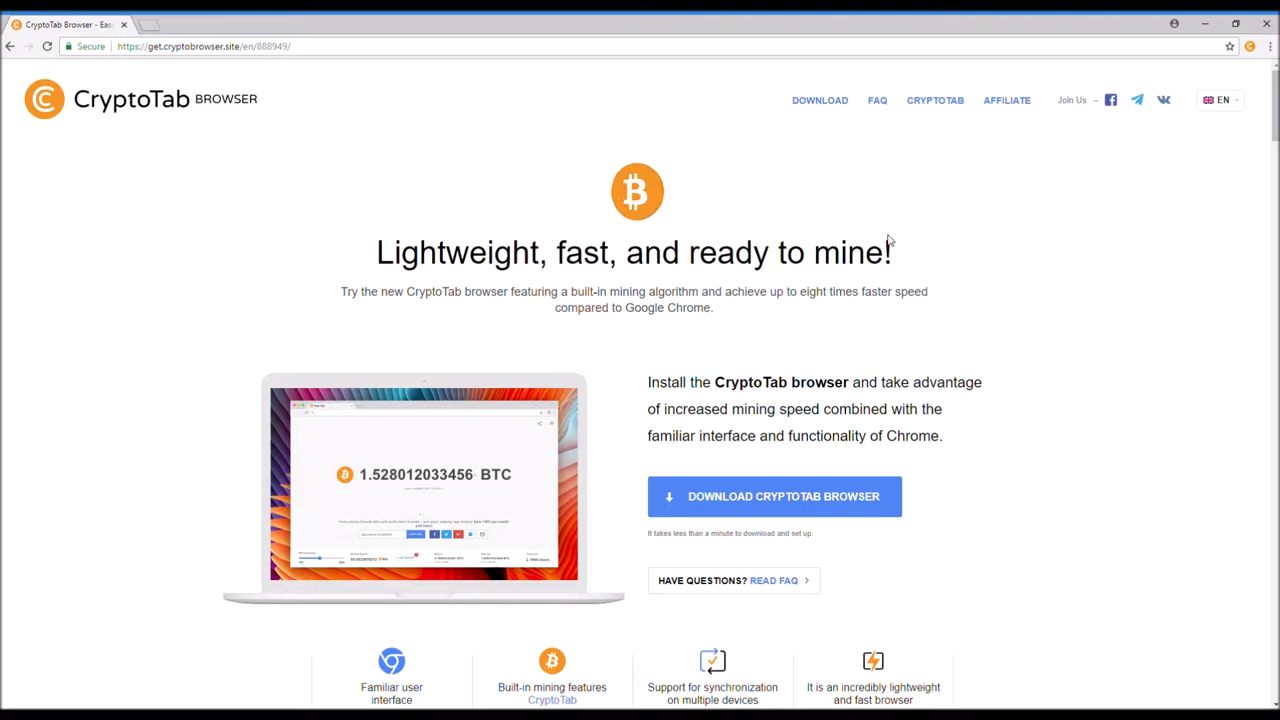 CryptoTab Browser - Eas
Secure
https://get.cryptobrowser.site/en/888949/
CryptoTab BROWSER
DOWNLOAD
FAQ
CRYPTOTAB
AFFILIATE
Join Us –
EN
Lightweight, fast, and ready to mine!
Try the new CryptoTab browser featuring a built-in mining algorithm and achieve up to eight times faster speed
compared to Google Chrome.
1.528012033456 BTC
Install the CryptoTab browser and take advantage
of increased mining speed combined with the
familiar interface and functionality of Chrome.
DOWNLOAD CRYPTOTAB BROWSER
It takes less than a minute to download and set up.
HAVE QUESTIONS? READ FAQ
Familiar user
interface
Built-in mining features
CryptoTab
Support for synchronization
on multiple devices
It is an incredibly lightweight
and fast browser